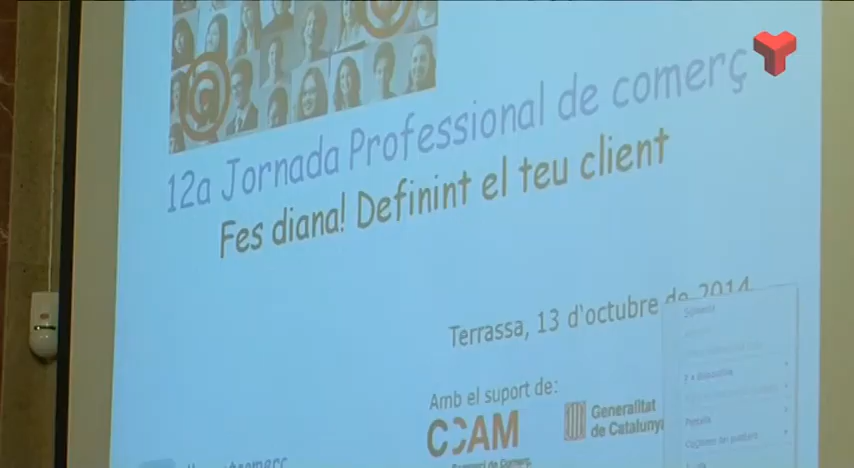 12a Jornada Professional de comerç
Fes diana! Definint el teu client
Terrassa, 13 d'octubre de 2014
Amb el suport de:
CCAM
Generalitat
de Catalunya